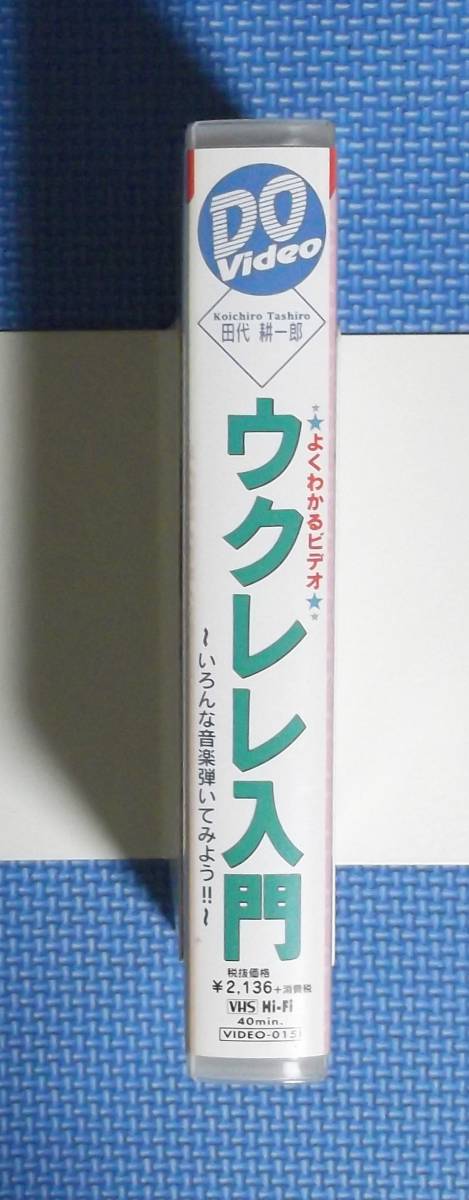 DO
Video
Koichiro Tashiro
田代 耕一郎
★★よくわかるビデオ★★
ウクレレ入門
~いろんな音楽弾いてみよう!!~
税抜価格
¥2,136+消費税
VHS Hi-Fi
40min.
VIDEO-015